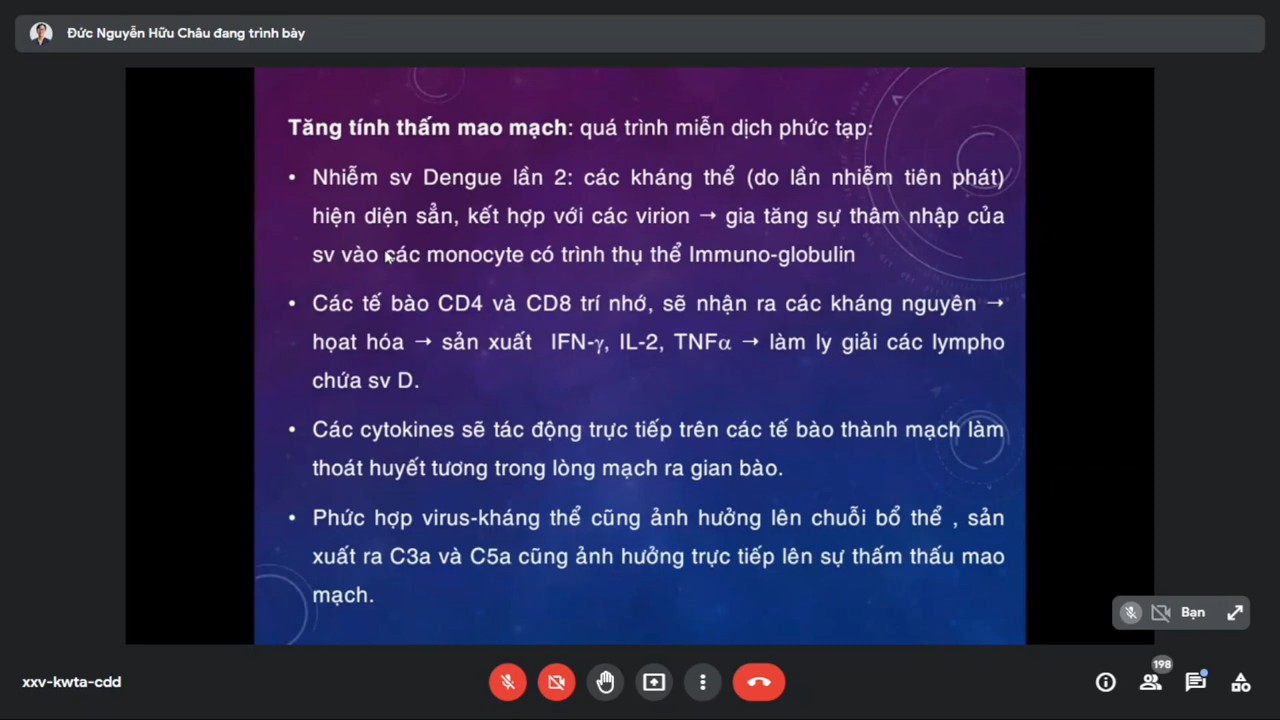 Đức Nguyễn Hữu Châu đang trình bày
Tăng tính thấm mao mạch: quá trình miễn dịch phức tạp:
• Nhiễm sv Dengue lần 2: các kháng thể (do lần nhiễm tiên phát)
hiện diện sẳn, kết hợp với các virion → gia tăng sự thâm nhập của
sv vào các monocyte có trình thụ thể Immuno-globulin
• Các tế bào CD4 và CD8 trí nhớ, sẽ nhận ra các kháng nguyên →
họat hóa → sản xuất IFN-γ, IL-2, TNFα → làm ly giải các lympho
chứa sv D.
• Các cytokines sẽ tác động trực tiếp trên các tế bào thành mạch làm
thoát huyết tương trong lòng mạch ra gian bào.
• Phức hợp virus-kháng thể cũng ảnh hưởng lên chuỗi bổ thể , sản
xuất ra C3a và C5a cũng ảnh hưởng trực tiếp lên sự thấm thấu mao
mạch.
Bạn
xxv-kwta-cdd
198